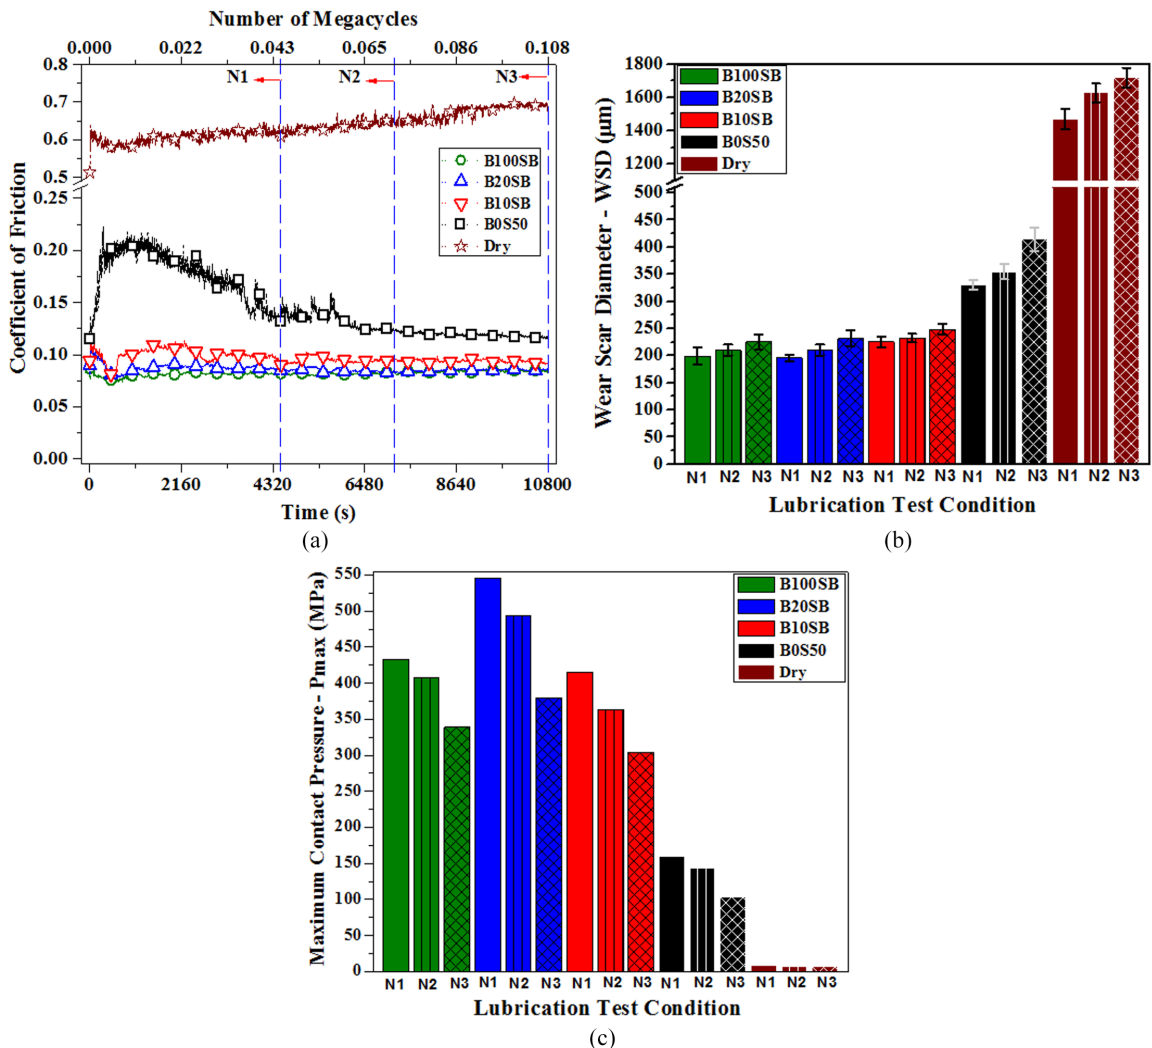 Number of Megacycles
0.000 0.022 0.043 0.065 0.086 0.108
N1 N2 N3
0.8
0.7
0.6
0.5
0.25
0.20
0.15
0.10
0.05
0.00
Coefficient of Friction
B100SB
B20SB
B10SB
B0S50
Dry
0 2160 4320 6480 8640 10800
Time (s)
(a)
1800
1600
1400
1200
500
450
400
350
300
250
200
150
100
50
0
Wear Scar Diameter - WSD (µm)
B100SB
B20SB
B10SB
B0S50
Dry
N1 N2 N3 N1 N2 N3 N1 N2 N3 N1 N2 N3 N1 N2 N3
Lubrication Test Condition
(b)
550
500
450
400
350
300
250
200
150
100
50
0
Maximum Contact Pressure - Pmax (MPa)
B100SB
B20SB
B10SB
B0S50
Dry
N1 N2 N3 N1 N2 N3 N1 N2 N3 N1 N2 N3 N1 N2 N3
Lubrication Test Condition
(c)